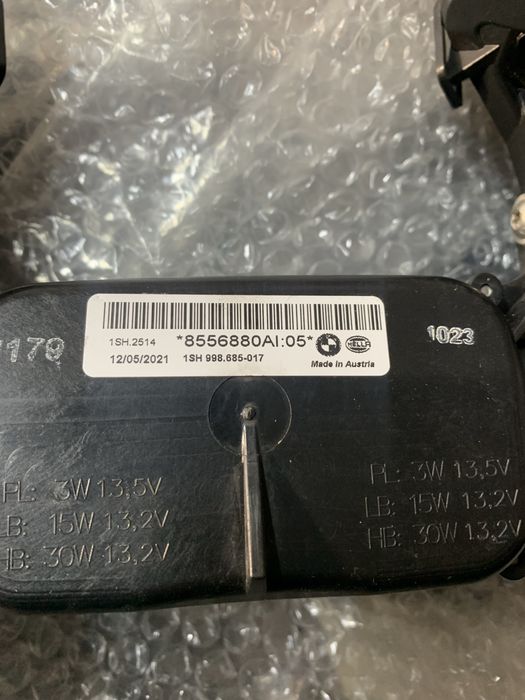 1SH.2514
*8556880AI:05*
BMW
HELLA
12/05/2021
1SH 998.685-017
Made in Austria
179
1023
PL: 3W 13,5V
LB: 15W 13,2V
HB: 30W 13,2V
PL: 3W 13,5V
LB: 15W 13,2V
HB: 30W 13,2V